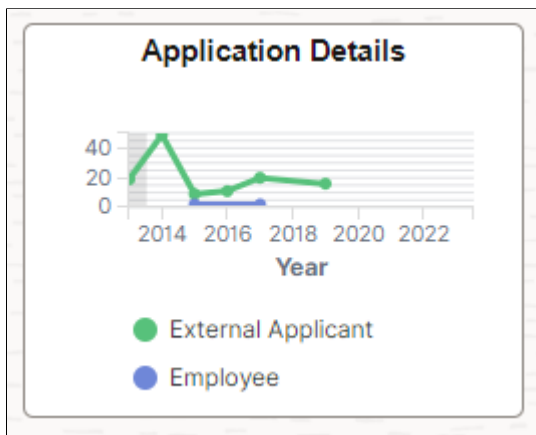 Application Details
40
20
0
2014 2016 2018 2020 2022
Year
External Applicant
Employee